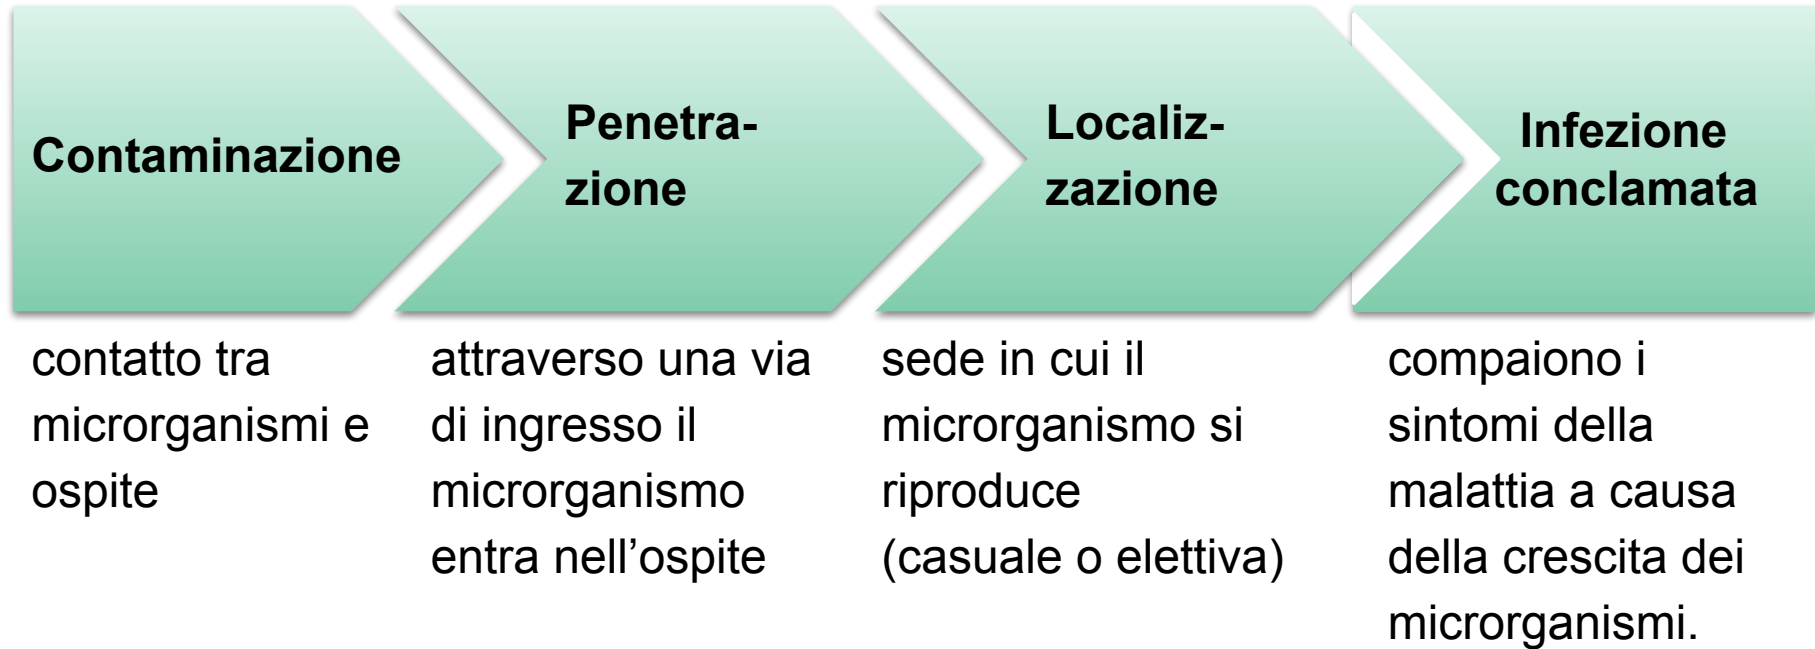 Contaminazione
Penetra-
zione
Localiz-
zazione
Infezione
conclamata
contatto tra
microrganismi e
ospite
attraverso una via
di ingresso il
microrganismo
entra nell’ospite
sede in cui il
microrganismo si
riproduce
(casuale o elettiva)
compaiono i
sintomi della
malattia a causa
della crescita dei
microrganismi.